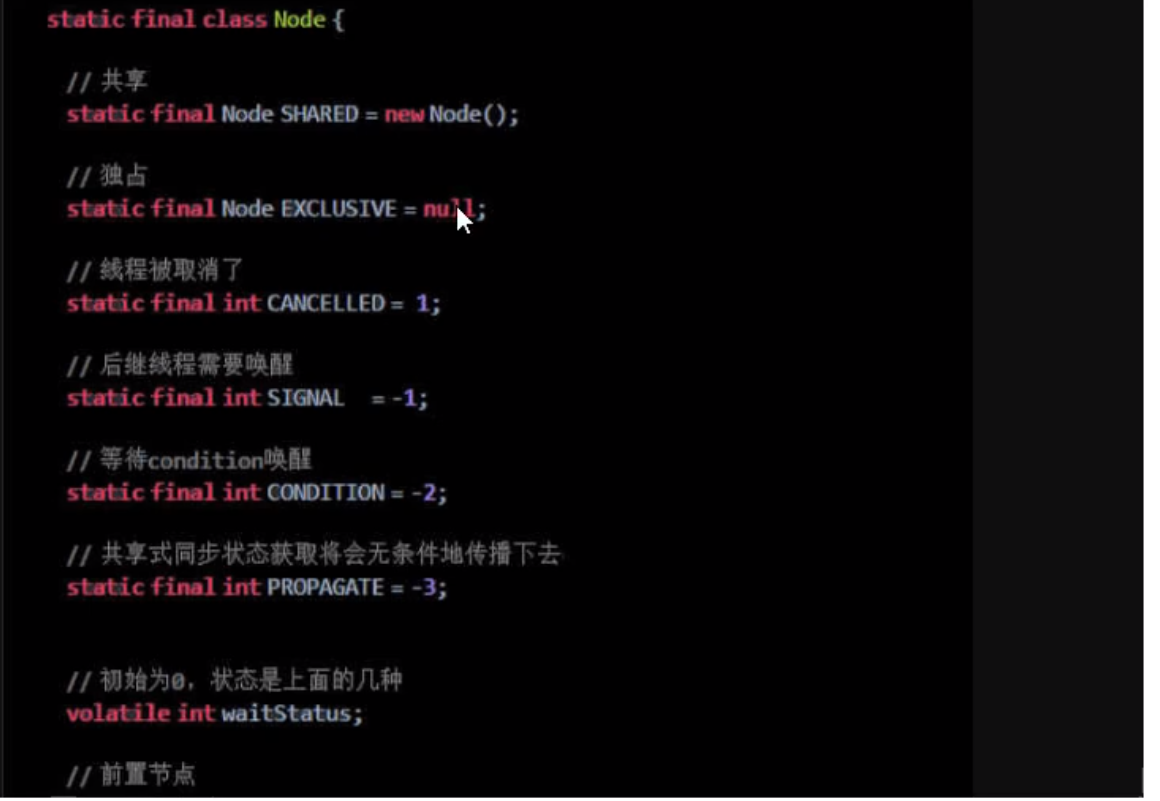 static final class Node {
// 共享
static final Node SHARED = new Node();
// 独占
static final Node EXCLUSIVE = null;
// 线程被取消了
static final int CANCELLED = 1;
// 后继线程需要唤醒
static final int SIGNAL = -1;
// 等待condition唤醒
static final int CONDITION = -2;
// 共享式同步状态获取将会无条件地传播下去
static final int PROPAGATE = -3;
// 初始为0，状态是上面的几种
volatile int waitStatus;
// 前置节点